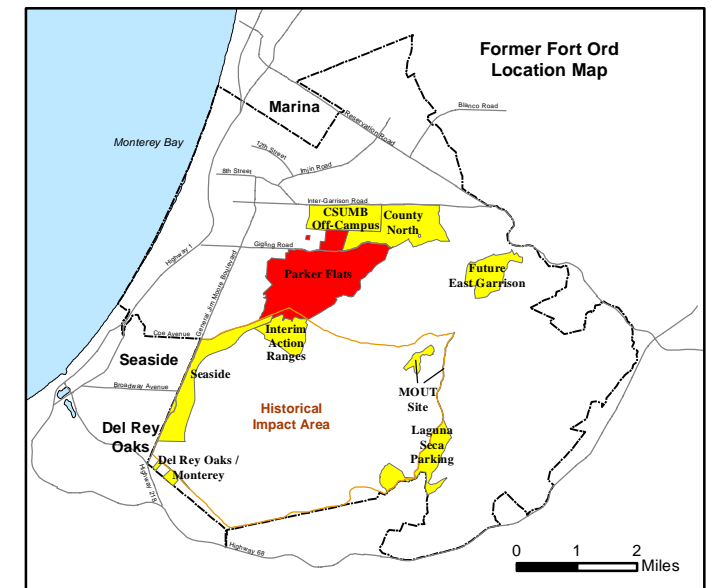 Former Fort Ord
Location Map
Marina
Blanco Road
Reservation Road
Monterey Bay
12th Street
8th Street
Imjin Road
Inter-Garrison Road
CSUMB
Off-Campus
County
North
Gigling Road
Highway 1
General Jim Moore Boulevard
Parker Flats
Future
East Garrison
Coe Avenue
Interim
Action
Ranges
Seaside
Seaside
Broadway Avenue
MOUT
Site
Historical
Impact Area
Del Rey
Oaks
Laguna
Seca
Parking
Del Rey Oaks /
Monterey
Highway 218
Highway 68
0 1 2
Miles